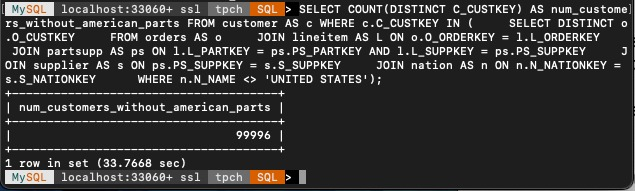 MySQL localhost:33060+ ssl tpch SQL > SELECT COUNT(DISTINCT C_CUSTKEY) AS num_custome
rs_without_american_parts FROM customer AS c WHERE c.C_CUSTKEY IN (     SELECT DISTINCT o
.O_CUSTKEY     FROM orders AS o     JOIN lineitem AS L ON o.O_ORDERKEY = l.L_ORDERKEY
 JOIN partsupp AS ps ON l.L_PARTKEY = ps.PS_PARTKEY AND l.L_SUPPKEY = ps.PS_SUPPKEY     J
OIN supplier AS s ON ps.PS_SUPPKEY = s.S_SUPPKEY     JOIN nation AS n ON n.N_NATIONKEY =
s.S_NATIONKEY     WHERE n.N_NAME <> 'UNITED STATES');
+----------------------------------+
| num_customers_without_american_parts |
+----------------------------------+
| 99996 |
+----------------------------------+
1 row in set (33.7668 sec)
MySQL localhost:33060+ ssl tpch SQL >